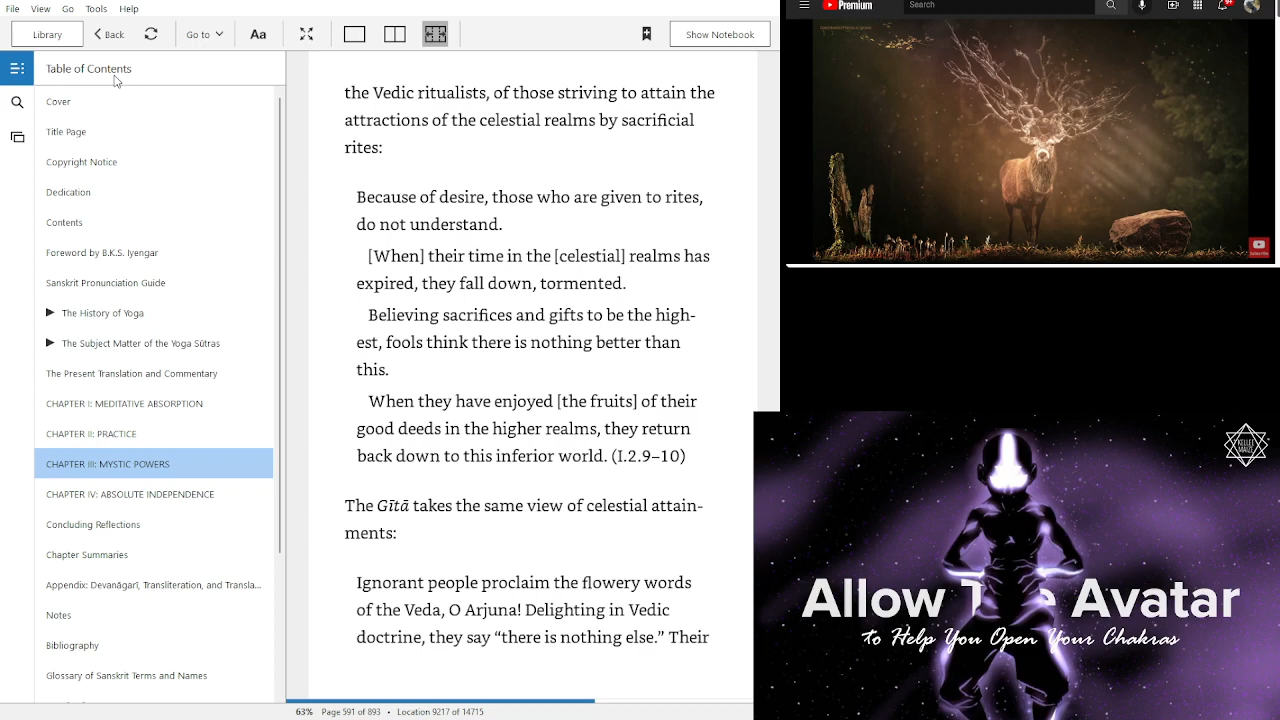 File View Go Tools Help
Library Back Go to Aa Show Notebook
Table of Contents
Cover
Title Page
Copyright Notice
Dedication
Contents
Foreword by B.K.S. Iyengar
Sanskrit Pronunciation Guide
The History of Yoga
The Subject Matter of the Yoga Sūtras
The Present Translation and Commentary
CHAPTER I: MEDITATIVE ABSORPTION
CHAPTER II: PRACTICE
CHAPTER III: MYSTIC POWERS
CHAPTER IV: ABSOLUTE INDEPENDENCE
Concluding Reflections
Chapter Summaries
Appendix: Devanāgarī, Transliteration, and Transla...
Notes
Bibliography
Glossary of Sanskrit Terms and Names
the Vedic ritualists, of those striving to attain the
attractions of the celestial realms by sacrificial
rites:
Because of desire, those who are given to rites,
do not understand.
[When] their time in the [celestial] realms has
expired, they fall down, tormented.
Believing sacrifices and gifts to be the high-
est, fools think there is nothing better than
this.
When they have enjoyed [the fruits] of their
good deeds in the higher realms, they return
back down to this inferior world. (I.2.9–10)
The Gītā takes the same view of celestial attain-
ments:
Ignorant people proclaim the flowery words
of the Veda, O Arjuna! Delighting in Vedic
doctrine, they say “there is nothing else.” Their
63% Page 591 of 893 • Location 9217 of 14715
Premium
Search
9+
Subscribe
Allow The Avatar
to Help You Open Your Chakras